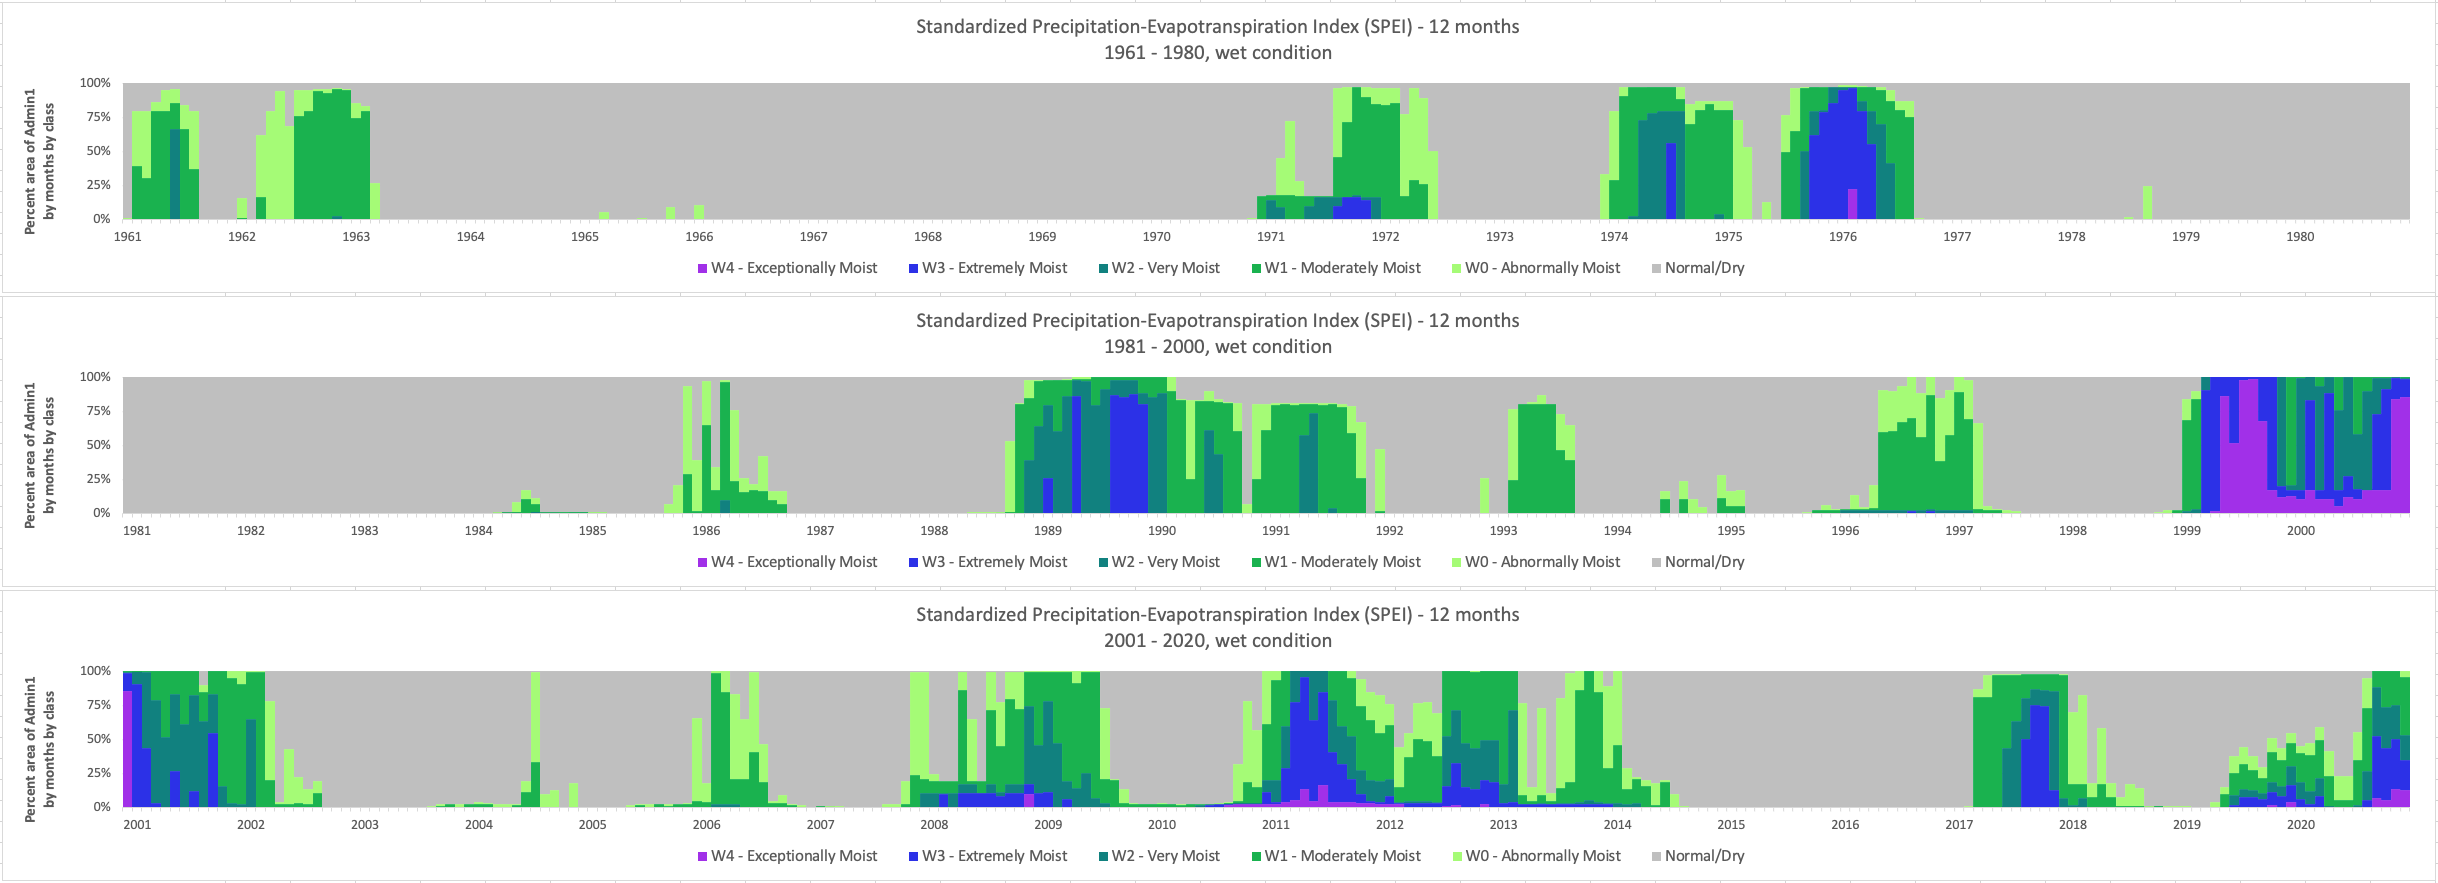 Standardized Precipitation-Evapotranspiration Index (SPEI) - 12 months
1961 - 1980, wet condition
Percent area of Admin1
by months by class
100%
75%
50%
25%
0%
1961 1962 1963 1964 1965 1966 1967 1968 1969 1970 1971 1972 1973 1974 1975 1976 1977 1978 1979 1980
W4 - Exceptionally Moist W3 - Extremely Moist W2 - Very Moist W1 - Moderately Moist W0 - Abnormally Moist Normal/Dry
Standardized Precipitation-Evapotranspiration Index (SPEI) - 12 months
1981 - 2000, wet condition
Percent area of Admin1
by months by class
100%
75%
50%
25%
0%
1981 1982 1983 1984 1985 1986 1987 1988 1989 1990 1991 1992 1993 1994 1995 1996 1997 1998 1999 2000
W4 - Exceptionally Moist W3 - Extremely Moist W2 - Very Moist W1 - Moderately Moist W0 - Abnormally Moist Normal/Dry
Standardized Precipitation-Evapotranspiration Index (SPEI) - 12 months
2001 - 2020, wet condition
Percent area of Admin1
by months by class
100%
75%
50%
25%
0%
2001 2002 2003 2004 2005 2006 2007 2008 2009 2010 2011 2012 2013 2014 2015 2016 2017 2018 2019 2020
W4 - Exceptionally Moist W3 - Extremely Moist W2 - Very Moist W1 - Moderately Moist W0 - Abnormally Moist Normal/Dry